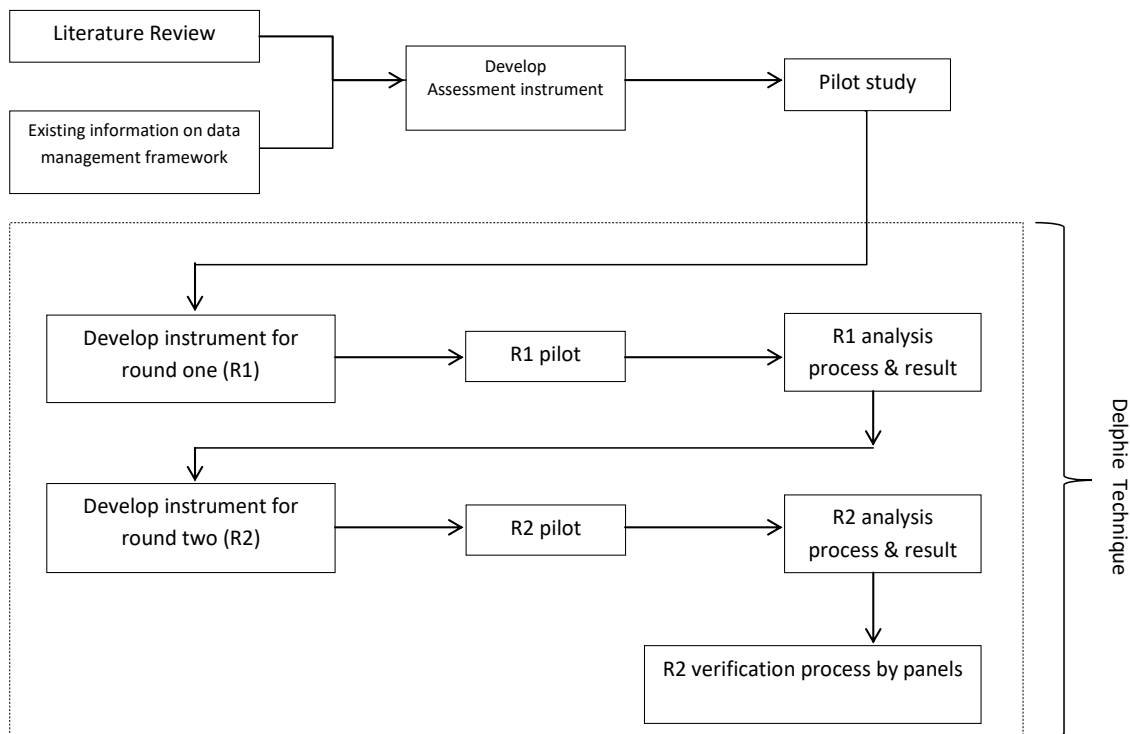 Literature Review
Existing information on data
management framework
Develop
Assessment instrument
Pilot study
Develop instrument for
round one (R1)
R1 pilot
R1 analysis
process & result
Develop instrument for
round two (R2)
R2 pilot
R2 analysis
process & result
R2 verification process by panels
Delphie Technique